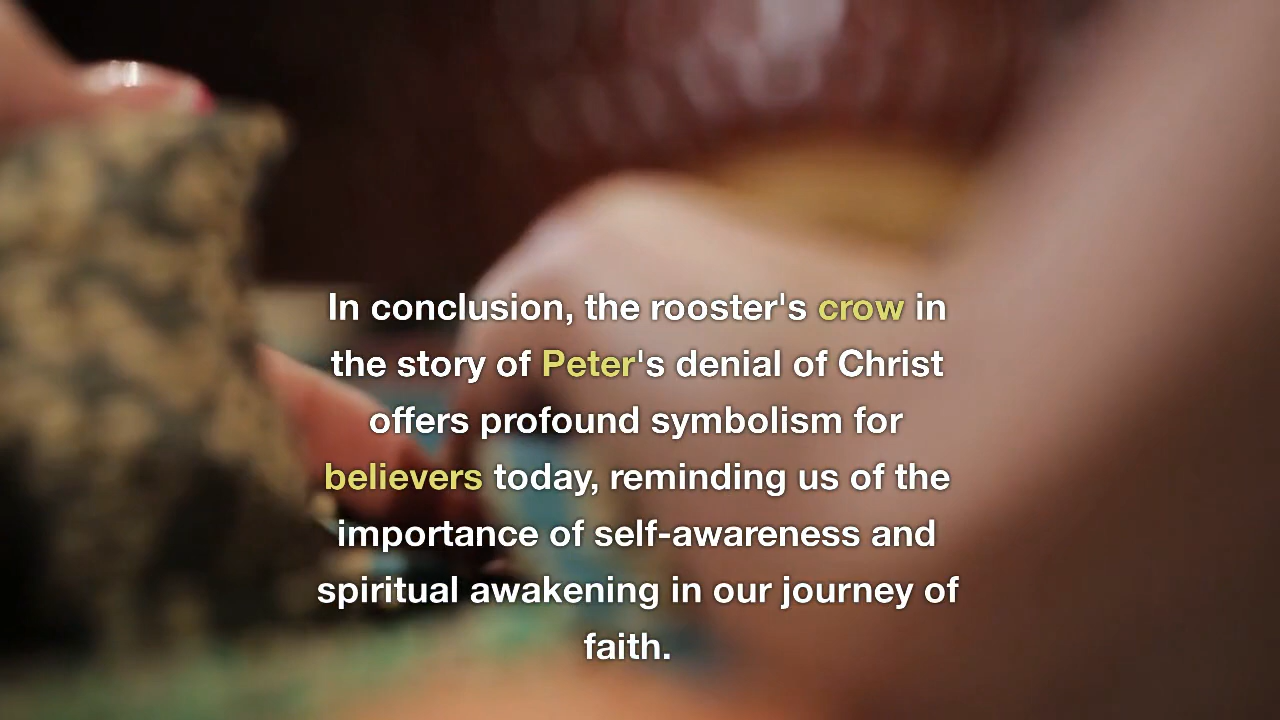 In conclusion, the rooster's crow in
the story of Peter's denial of Christ
offers profound symbolism for
believers today, reminding us of the
importance of self-awareness and
spiritual awakening in our journey of
faith.